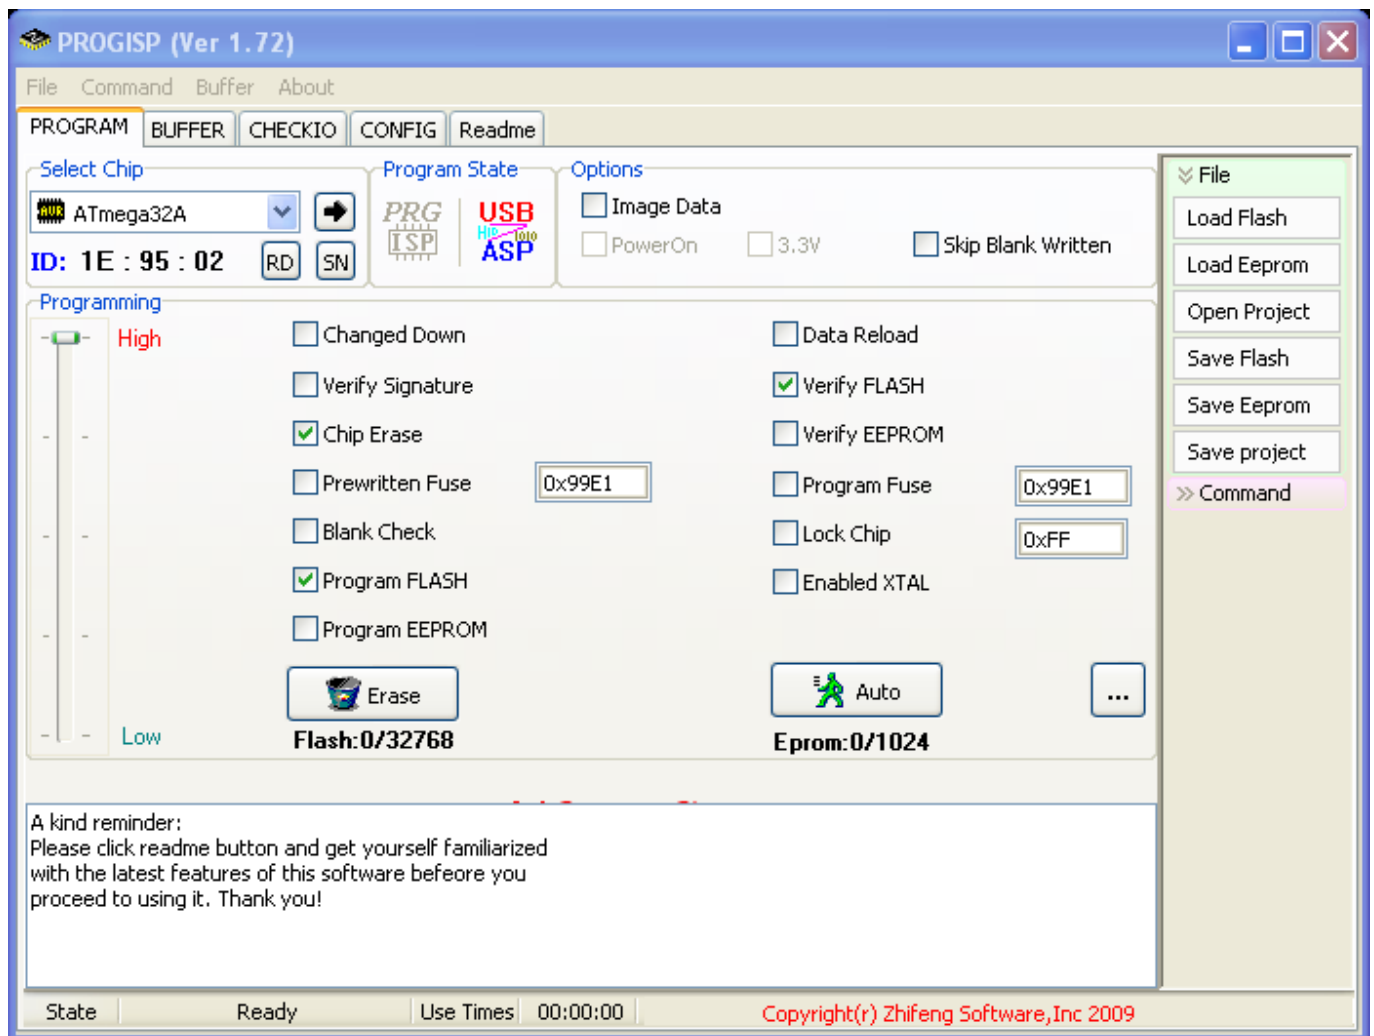 PROGISP (Ver 1.72)
File Command Buffer About
PROGRAM BUFFER CHECKIO CONFIG Readme
Select Chip Program State Options
ATmega32A
PRG ISP
USB HID 1010 ASP
Image Data
PowerOn 3.3V Skip Blank Written
ID: 1E : 95 : 02 RD SN
Programming
High
Low
Changed Down
Verify Signature
Chip Erase
Prewritten Fuse 0x99E1
Blank Check
Program FLASH
Program EEPROM
Erase
Flash:0/32768
Data Reload
Verify FLASH
Verify EEPROM
Program Fuse 0x99E1
Lock Chip 0xFF
Enabled XTAL
Auto ...
Eprom:0/1024
File
Load Flash
Load Eeprom
Open Project
Save Flash
Save Eeprom
Save project
Command
A kind reminder:
Please click readme button and get yourself familiarized
with the latest features of this software befeore you
proceed to using it. Thank you!
State Ready Use Times 00:00:00 Copyright(r) Zhifeng Software,Inc 2009